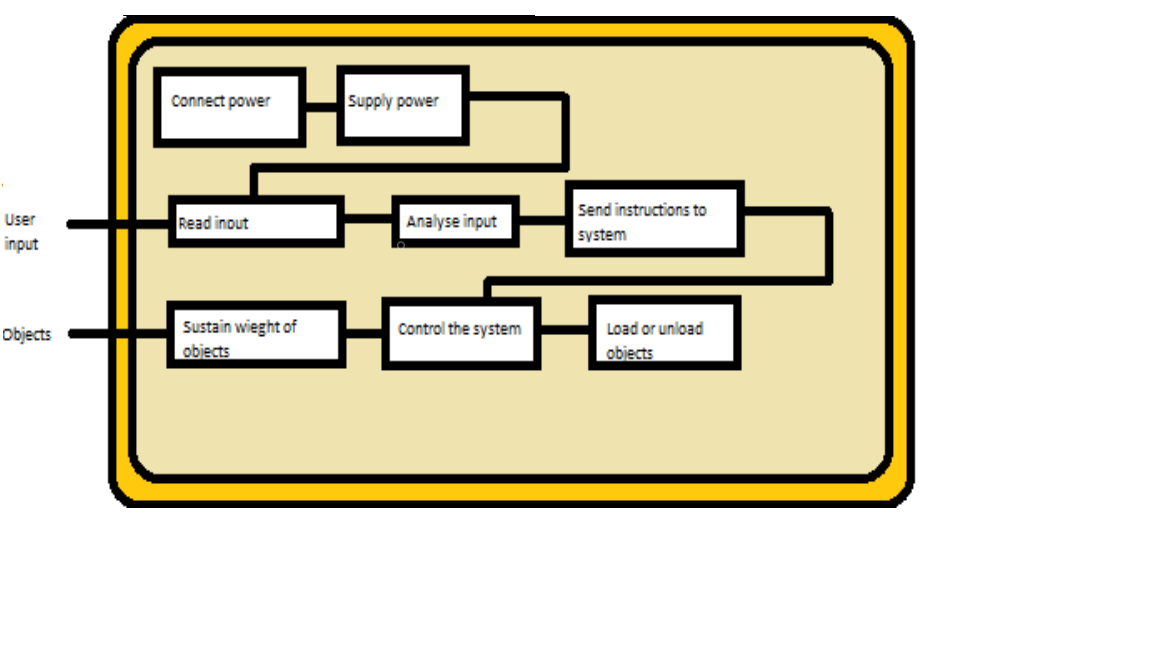 Connect power
Supply power
User
input
Read inout
Analyse input
Send instructions to
system
Objects
Sustain wieght of
objects
Control the system
Load or unload
objects